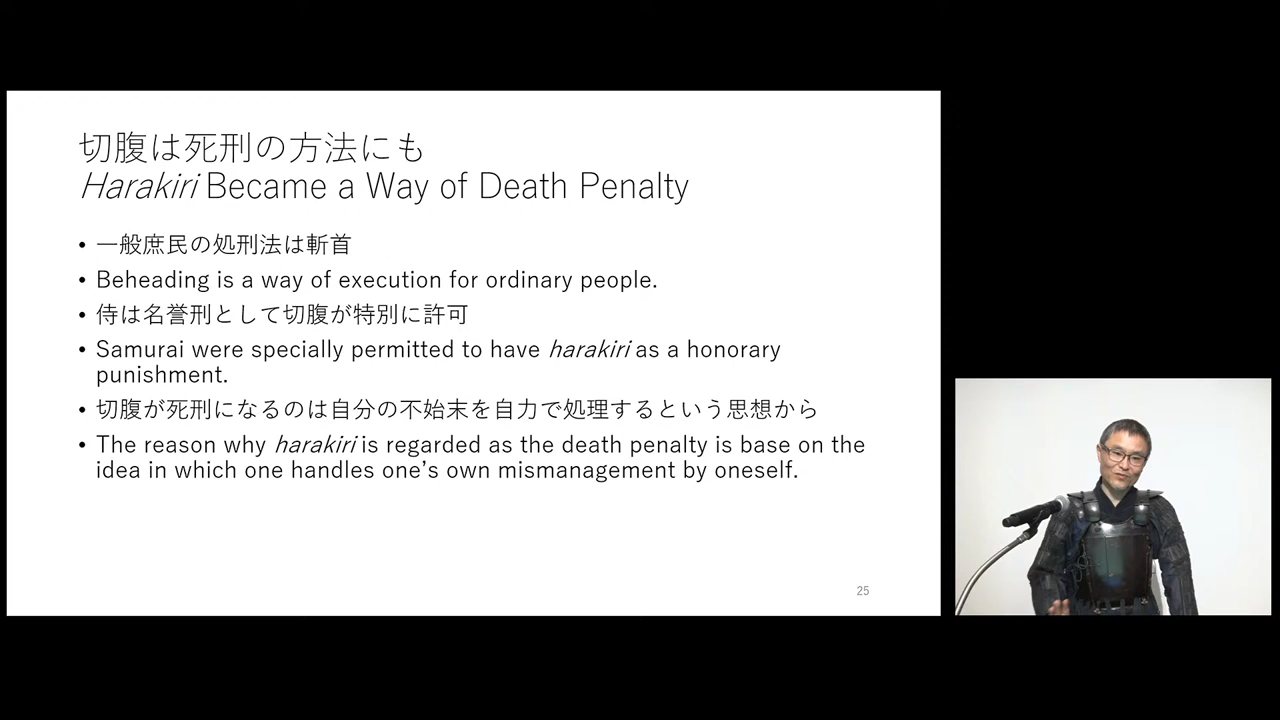 切腹は死刑の方法にも
Harakiri Became a Way of Death Penalty
• 一般庶民の処刑法は斬首
• Beheading is a way of execution for ordinary people.
• 侍は名誉刑として切腹が特別に許可
• Samurai were specially permitted to have harakiri as a honorary
punishment.
• 切腹が死刑になるのは自分の不始末を自力で処理するという思想から
• The reason why harakiri is regarded as the death penalty is base on the
idea in which one handles one’s own mismanagement by oneself.
25